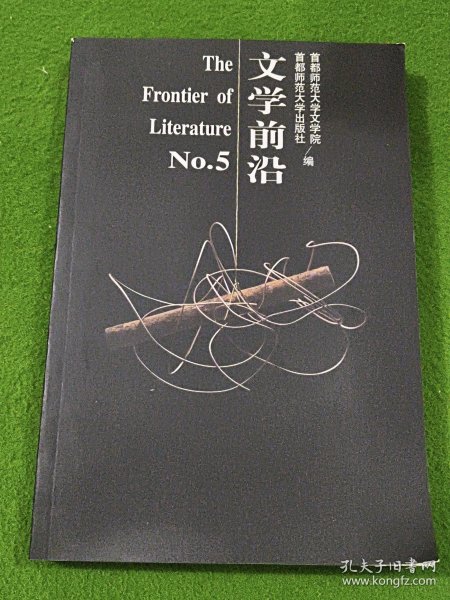 The
Frontier of
Literature
No.5
文学前沿
首都师范大学文学院
首都师范大学出版社
/编
孔夫子旧书网
www.kongfz.com